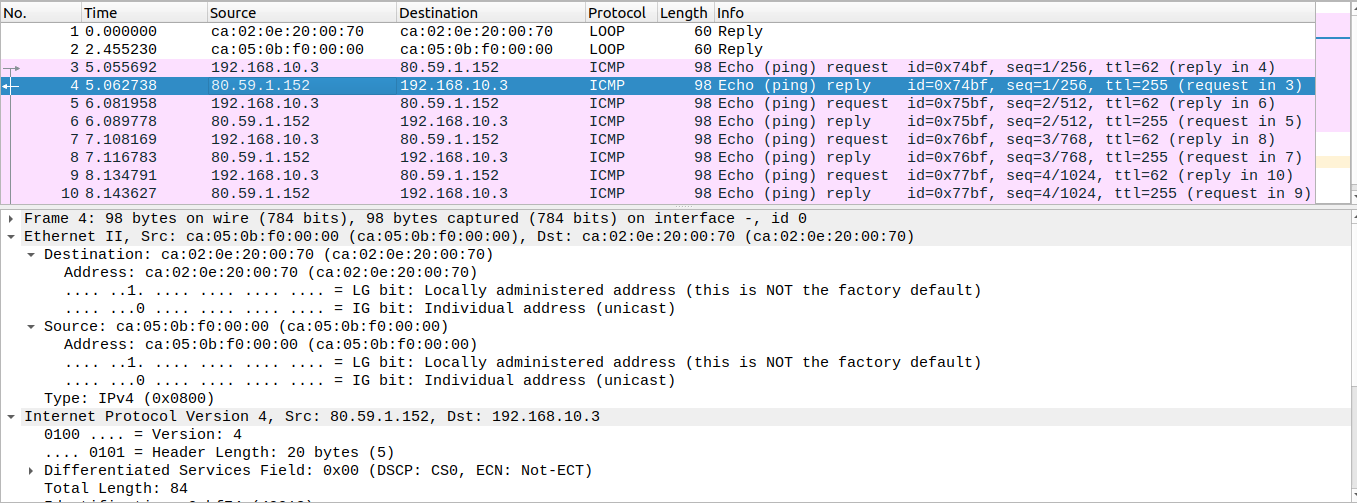 No. Time Source Destination Protocol Length Info
1 0.000000 ca:02:0e:20:00:70 ca:02:0e:20:00:70 LOOP 60 Reply
2 2.455230 ca:05:0b:f0:00:00 ca:05:0b:f0:00:00 LOOP 60 Reply
3 5.055692 192.168.10.3 80.59.1.152 ICMP 98 Echo (ping) request id=0x74bf, seq=1/256, ttl=62 (reply in 4)
4 5.062738 80.59.1.152 192.168.10.3 ICMP 98 Echo (ping) reply id=0x74bf, seq=1/256, ttl=255 (request in 3)
5 6.081958 192.168.10.3 80.59.1.152 ICMP 98 Echo (ping) request id=0x75bf, seq=2/512, ttl=62 (reply in 6)
6 6.089778 80.59.1.152 192.168.10.3 ICMP 98 Echo (ping) reply id=0x75bf, seq=2/512, ttl=255 (request in 5)
7 7.108169 192.168.10.3 80.59.1.152 ICMP 98 Echo (ping) request id=0x76bf, seq=3/768, ttl=62 (reply in 8)
8 7.116783 80.59.1.152 192.168.10.3 ICMP 98 Echo (ping) reply id=0x76bf, seq=3/768, ttl=255 (request in 7)
9 8.134791 192.168.10.3 80.59.1.152 ICMP 98 Echo (ping) request id=0x77bf, seq=4/1024, ttl=62 (reply in 10)
10 8.143627 80.59.1.152 192.168.10.3 ICMP 98 Echo (ping) reply id=0x77bf, seq=4/1024, ttl=255 (request in 9)
Frame 4: 98 bytes on wire (784 bits), 98 bytes captured (784 bits) on interface -, id 0
Ethernet II, Src: ca:05:0b:f0:00:00 (ca:05:0b:f0:00:00), Dst: ca:02:0e:20:00:70 (ca:02:0e:20:00:70)
Destination: ca:02:0e:20:00:70 (ca:02:0e:20:00:70)
Address: ca:02:0e:20:00:70 (ca:02:0e:20:00:70)
.... ..1. .... .... .... .... = LG bit: Locally administered address (this is NOT the factory default)
.... ...0 .... .... .... .... = IG bit: Individual address (unicast)
Source: ca:05:0b:f0:00:00 (ca:05:0b:f0:00:00)
Address: ca:05:0b:f0:00:00 (ca:05:0b:f0:00:00)
.... ..1. .... .... .... .... = LG bit: Locally administered address (this is NOT the factory default)
.... ...0 .... .... .... .... = IG bit: Individual address (unicast)
Type: IPv4 (0x0800)
Internet Protocol Version 4, Src: 80.59.1.152, Dst: 192.168.10.3
0100 .... = Version: 4
.... 0101 = Header Length: 20 bytes (5)
Differentiated Services Field: 0x00 (DSCP: CS0, ECN: Not-ECT)
Total Length: 84